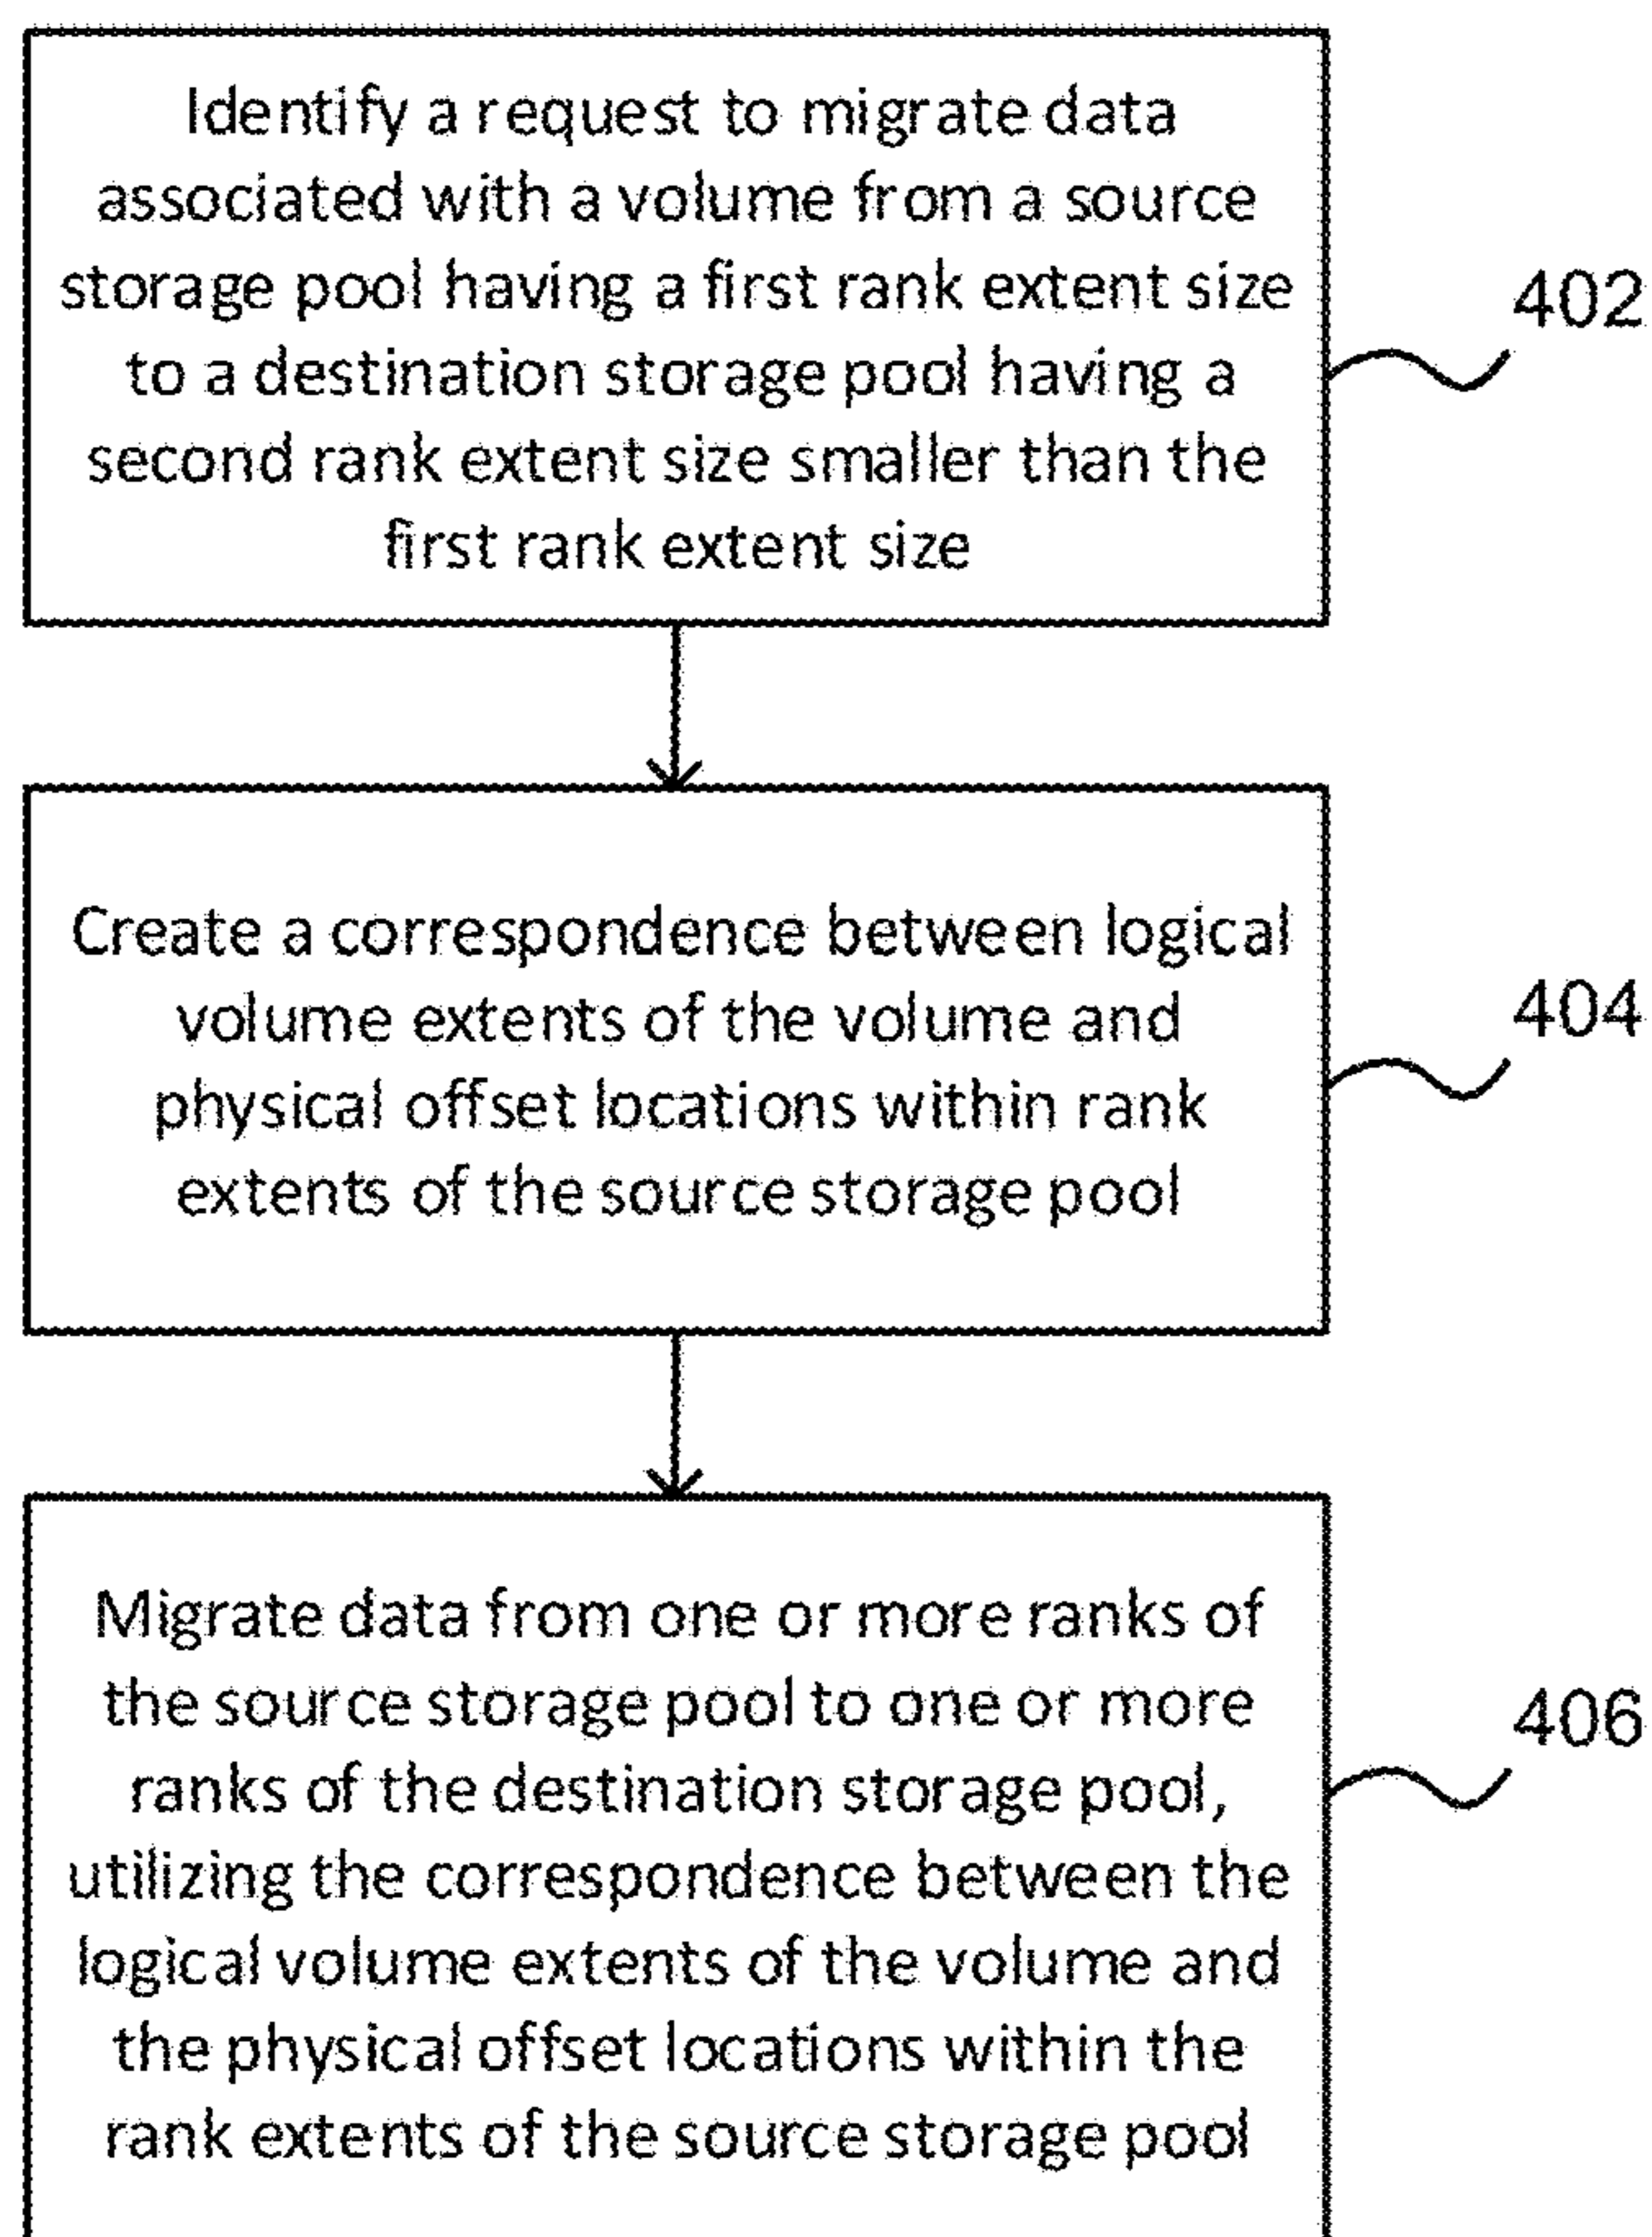 Identify a request to migrate data
associated with a volume from a source
storage pool having a first rank extent size
to a destination storage pool having a
second rank extent size smaller than the
first rank extent size
402
Create a correspondence between logical
volume extents of the volume and
physical offset locations within rank
extents of the source storage pool
404
Migrate data from one or more ranks of
the source storage pool to one or more
ranks of the destination storage pool,
utilizing the correspondence between the
logical volume extents of the volume and
the physical offset locations within the
rank extents of the source storage pool
406